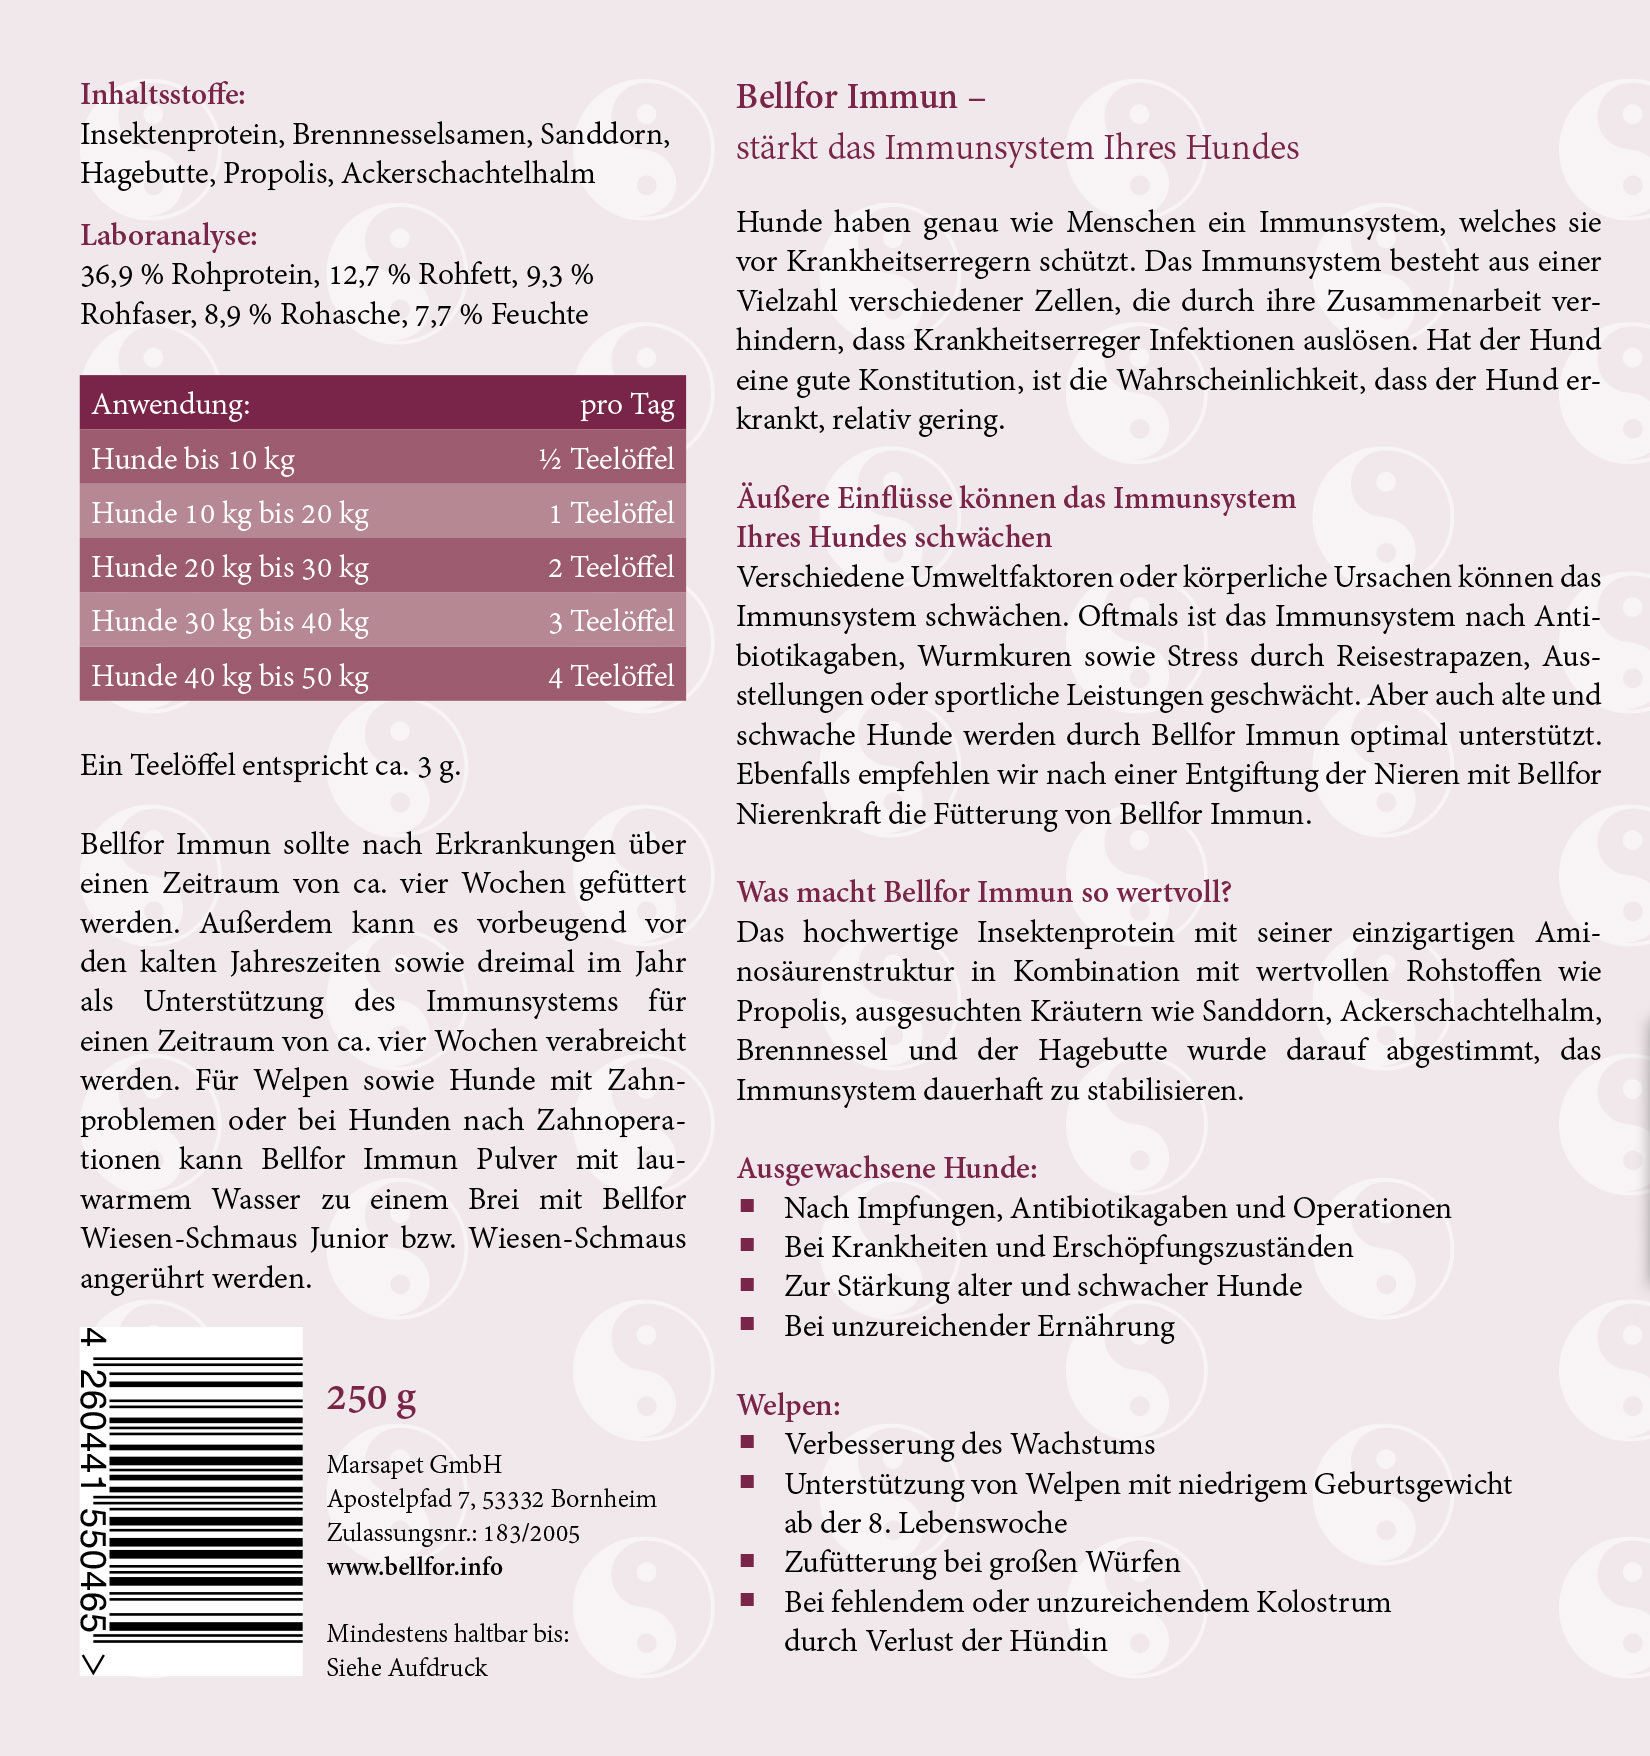 Inhaltsstoffe:
Insektenprotein, Brennnesselsamen, Sanddorn,
Hagebutte, Propolis, Ackerschachtelhalm
Laboranalyse:
36,9 % Rohprotein, 12,7 % Rohfett, 9,3 %
Rohfaser, 8,9 % Rohasche, 7,7 % Feuchte
Anwendung: pro Tag
Hunde bis 10 kg ½ Teelöffel
Hunde 10 kg bis 20 kg 1 Teelöffel
Hunde 20 kg bis 30 kg 2 Teelöffel
Hunde 30 kg bis 40 kg 3 Teelöffel
Hunde 40 kg bis 50 kg 4 Teelöffel
Ein Teelöffel entspricht ca. 3 g.
Bellfor Immun sollte nach Erkrankungen über
einen Zeitraum von ca. vier Wochen gefüttert
werden. Außerdem kann es vorbeugend vor
den kalten Jahreszeiten sowie dreimal im Jahr
als Unterstützung des Immunsystems für
einen Zeitraum von ca. vier Wochen verabreicht
werden. Für Welpen sowie Hunde mit Zahn-
problemen oder bei Hunden nach Zahnopera-
tionen kann Bellfor Immun Pulver mit lau-
warmem Wasser zu einem Brei mit Bellfor
Wiesen-Schmaus Junior bzw. Wiesen-Schmaus
angerührt werden.
4 260441 550465 >
250 g
Marsapet GmbH
Apostelpfad 7, 53332 Bornheim
Zulassungsnr.: 183/2005
www.bellfor.info
Mindestens haltbar bis:
Siehe Aufdruck
Bellfor Immun –
stärkt das Immunsystem Ihres Hundes
Hunde haben genau wie Menschen ein Immunsystem, welches sie
vor Krankheitserregern schützt. Das Immunsystem besteht aus einer
Vielzahl verschiedener Zellen, die durch ihre Zusammenarbeit ver-
hindern, dass Krankheitserreger Infektionen auslösen. Hat der Hund
eine gute Konstitution, ist die Wahrscheinlichkeit, dass der Hund er-
krankt, relativ gering.
Äußere Einflüsse können das Immunsystem
Ihres Hundes schwächen
Verschiedene Umweltfaktoren oder körperliche Ursachen können das
Immunsystem schwächen. Oftmals ist das Immunsystem nach Anti-
biotikagaben, Wurmkuren sowie Stress durch Reisestrapazen, Aus-
stellungen oder sportliche Leistungen geschwächt. Aber auch alte und
schwache Hunde werden durch Bellfor Immun optimal unterstützt.
Ebenfalls empfehlen wir nach einer Entgiftung der Nieren mit Bellfor
Nierenkraft die Fütterung von Bellfor Immun.
Was macht Bellfor Immun so wertvoll?
Das hochwertige Insektenprotein mit seiner einzigartigen Ami-
nosäurenstruktur in Kombination mit wertvollen Rohstoffen wie
Propolis, ausgesuchten Kräutern wie Sanddorn, Ackerschachtelhalm,
Brennnessel und der Hagebutte wurde darauf abgestimmt, das
Immunsystem dauerhaft zu stabilisieren.
Ausgewachsene Hunde:
■ Nach Impfungen, Antibiotikagaben und Operationen
■ Bei Krankheiten und Erschöpfungszuständen
■ Zur Stärkung alter und schwacher Hunde
■ Bei unzureichender Ernährung
Welpen:
■ Verbesserung des Wachstums
■ Unterstützung von Welpen mit niedrigem Geburtsgewicht
ab der 8. Lebenswoche
■ Zufütterung bei großen Würfen
■ Bei fehlendem oder unzureichendem Kolostrum
durch Verlust der Hündin